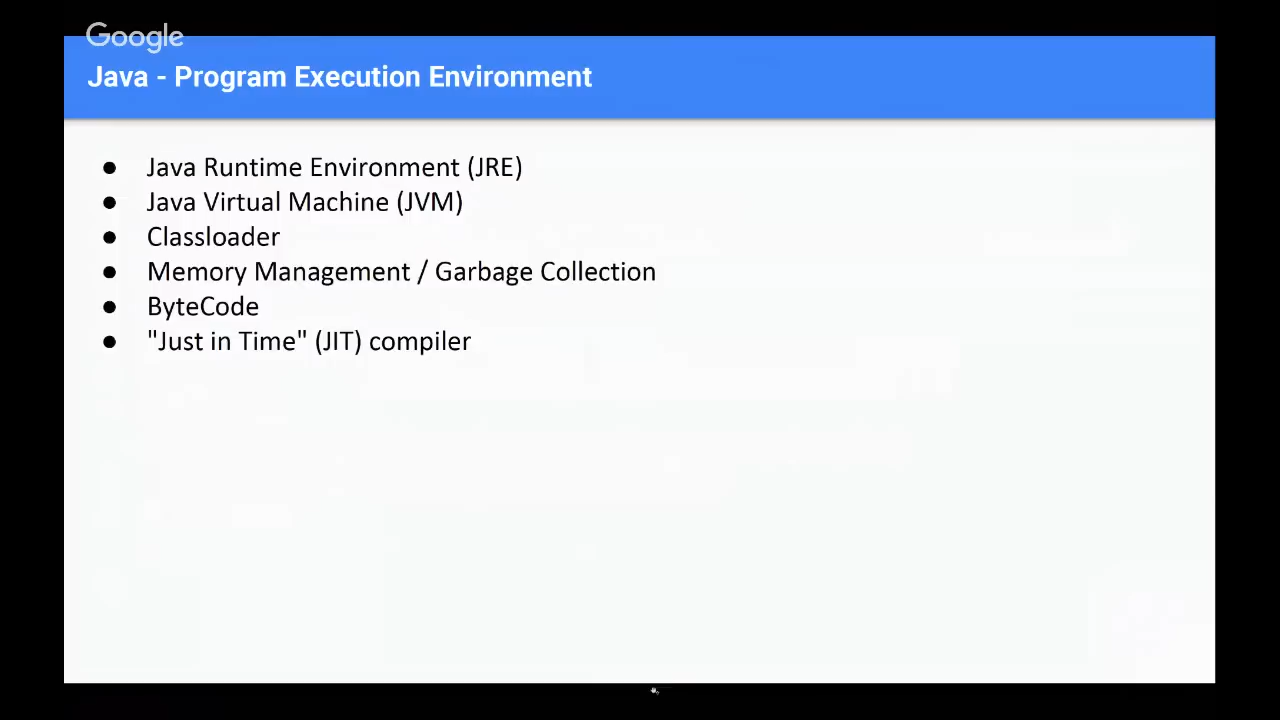 Google
Java - Program Execution Environment
● Java Runtime Environment (JRE)
● Java Virtual Machine (JVM)
● Classloader
● Memory Management / Garbage Collection
● ByteCode
● "Just in Time" (JIT) compiler